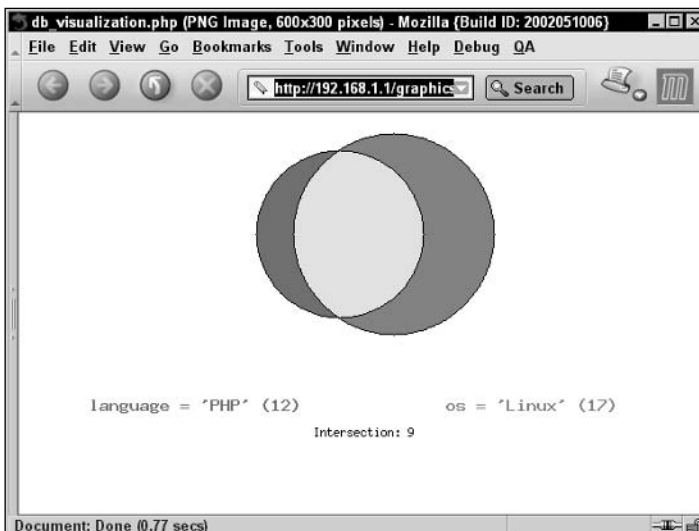 db_visualization.php (PNG Image, 600x300 pixels) - Mozilla {Build ID: 2002051006}
File Edit View Go Bookmarks Tools Window Help Debug QA
http://192.168.1.1/graphics Search
language = 'PHP' (12) os = 'Linux' (17)
Intersection: 9
Document: Done (0.77 secs)